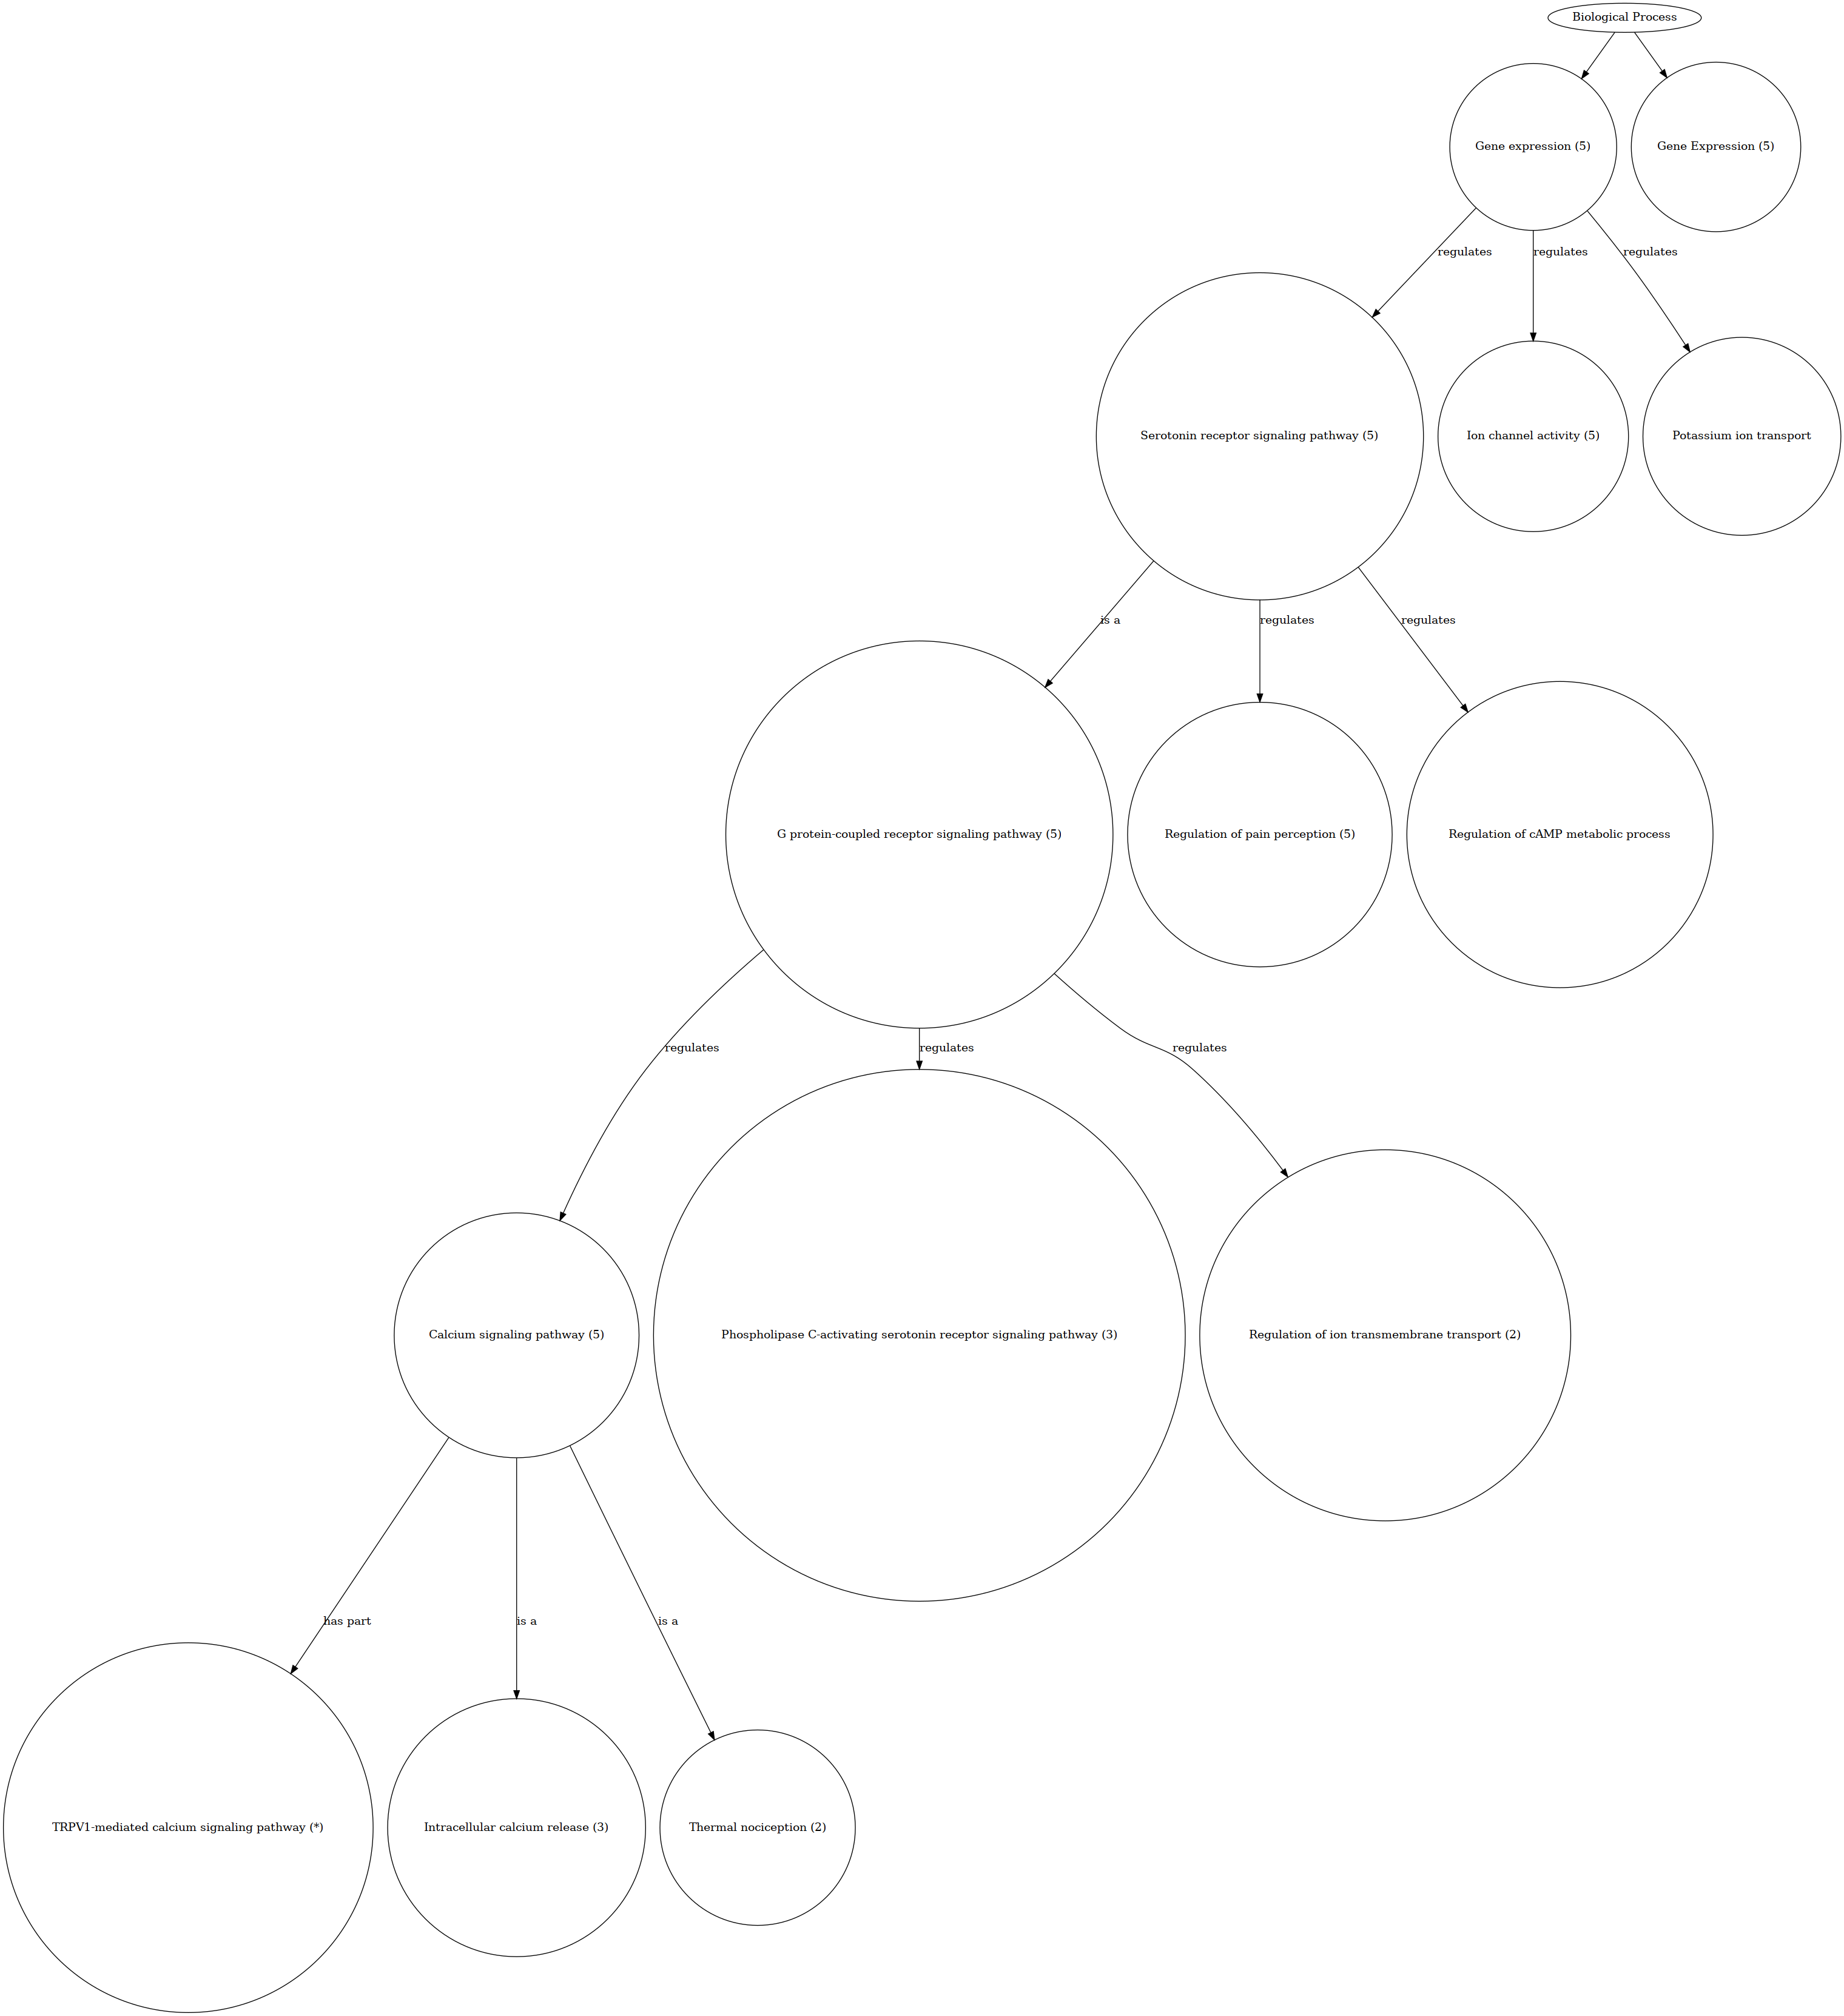 Biological Process
Gene expression (5)
Gene Expression (5)
regulates
regulates
regulates
Serotonin receptor signaling pathway (5)
Ion channel activity (5)
Potassium ion transport
is a
regulates
regulates
G protein-coupled receptor signaling pathway (5)
Regulation of pain perception (5)
Regulation of cAMP metabolic process
regulates
regulates
regulates
Calcium signaling pathway (5)
Phospholipase C-activating serotonin receptor signaling pathway (3)
Regulation of ion transmembrane transport (2)
has part
is a
is a
TRPV1-mediated calcium signaling pathway (*)
Intracellular calcium release (3)
Thermal nociception (2)